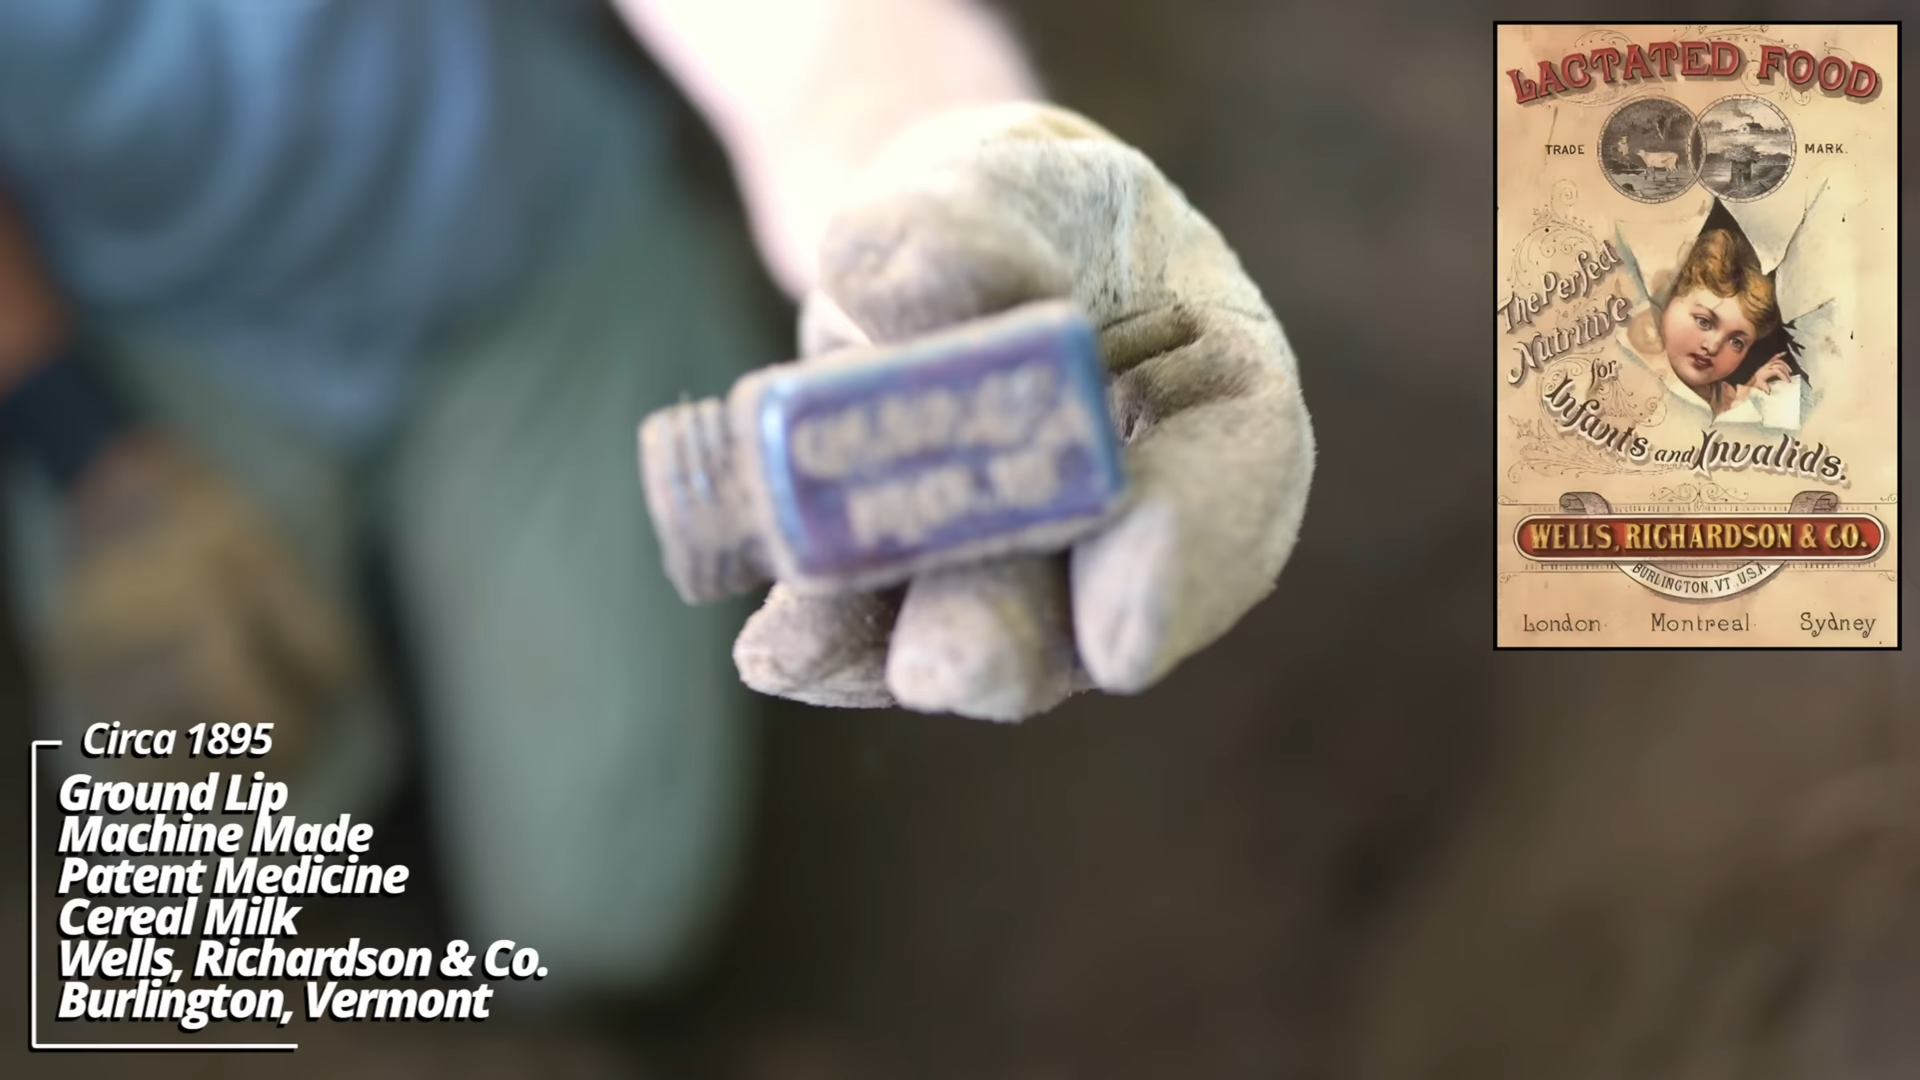 LACTATED FOOD
TRADE MARK.
The Perfect
Nutritive
for
Infants and Invalids.
WELLS, RICHARDSON & CO.
BURLINGTON, VT. U.S.A.
London Montreal Sydney
Circa 1895
Ground Lip
Machine Made
Patent Medicine
Cereal Milk
Wells, Richardson & Co.
Burlington, Vermont